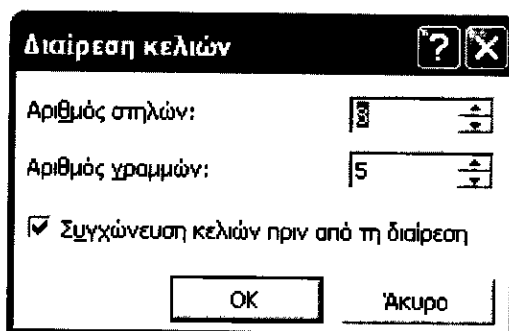 Διαίρεση κελιών
Αριθμός στηλών:
Αριθμός γραμμών: 5
Συγχώνευση κελιών πριν από τη διαίρεση
OK Άκυρο